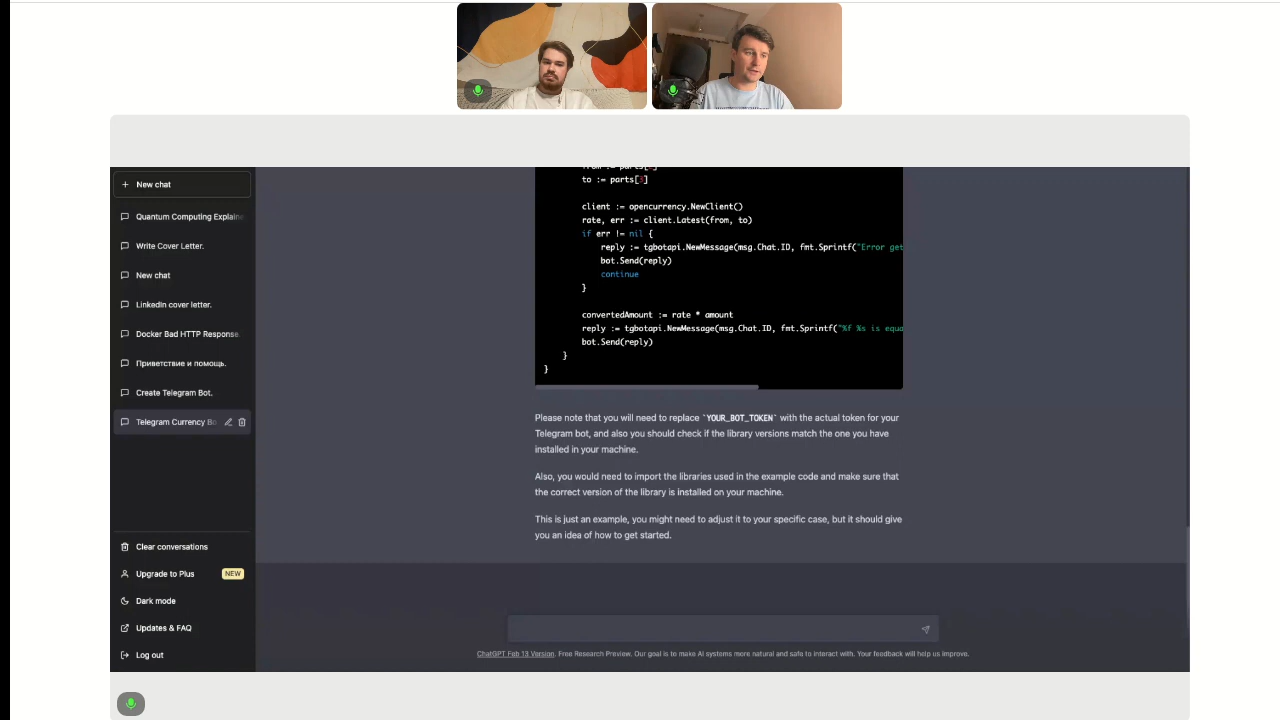 New chat
Quantum Computing Explain
Write Cover Letter.
New chat
LinkedIn cover letter.
Docker Bad HTTP Response
Приветствие и помощь.
Create Telegram Bot.
Telegram Currency Bo
Clear conversations
Upgrade to Plus NEW
Dark mode
Updates & FAQ
Log out
to := parts[3]
client := opencurrency.NewClient()
rate, err := client.Latest(from, to)
if err != nil {
reply := tgbotapi.NewMessage(msg.Chat.ID, fmt.Sprintf("Error get
bot.Send(reply)
continue
}
convertedAmount := rate * amount
reply := tgbotapi.NewMessage(msg.Chat.ID, fmt.Sprintf("%f %s is equa
bot.Send(reply)
}
}
Please note that you will need to replace `YOUR_BOT_TOKEN` with the actual token for your
Telegram bot, and also you should check if the library versions match the one you have
installed in your machine.
Also, you would need to import the libraries used in the example code and make sure that
the correct version of the library is installed on your machine.
This is just an example, you might need to adjust it to your specific case, but it should give
you an idea of how to get started.
ChatGPT Feb 13 Version. Free Research Preview. Our goal is to make AI systems more natural and safe to interact with. Your feedback will help us improve.